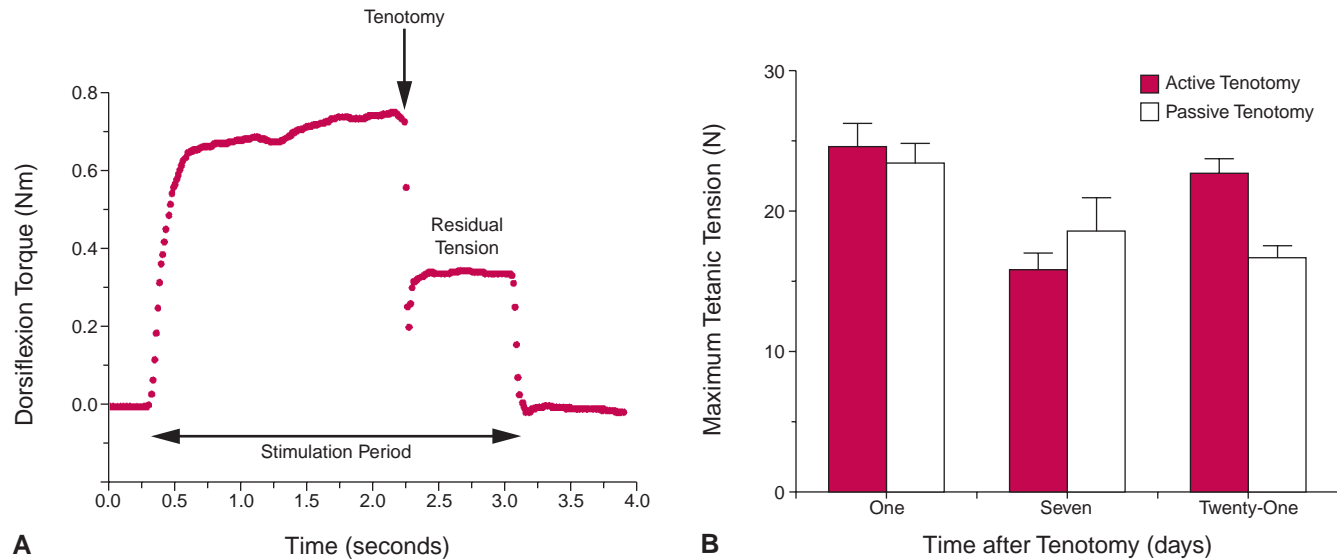 Tenotomy
0.8
0.6
0.4
0.2
0.0
Dorsiflexion Torque (Nm)
Residual
Tension
Stimulation Period
0.0 0.5 1.0 1.5 2.0 2.5 3.0 3.5 4.0
A
Time (seconds)
30
20
10
0
Maximum Tetanic Tension (N)
Active Tenotomy
Passive Tenotomy
One Seven Twenty-One
B
Time after Tenotomy (days)